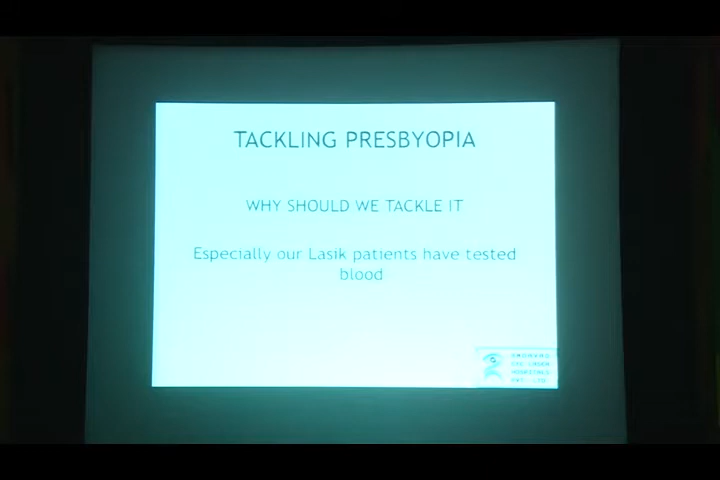 TACKLING PRESBYOPIA
WHY SHOULD WE TACKLE IT
Especially our Lasik patients have tested
blood